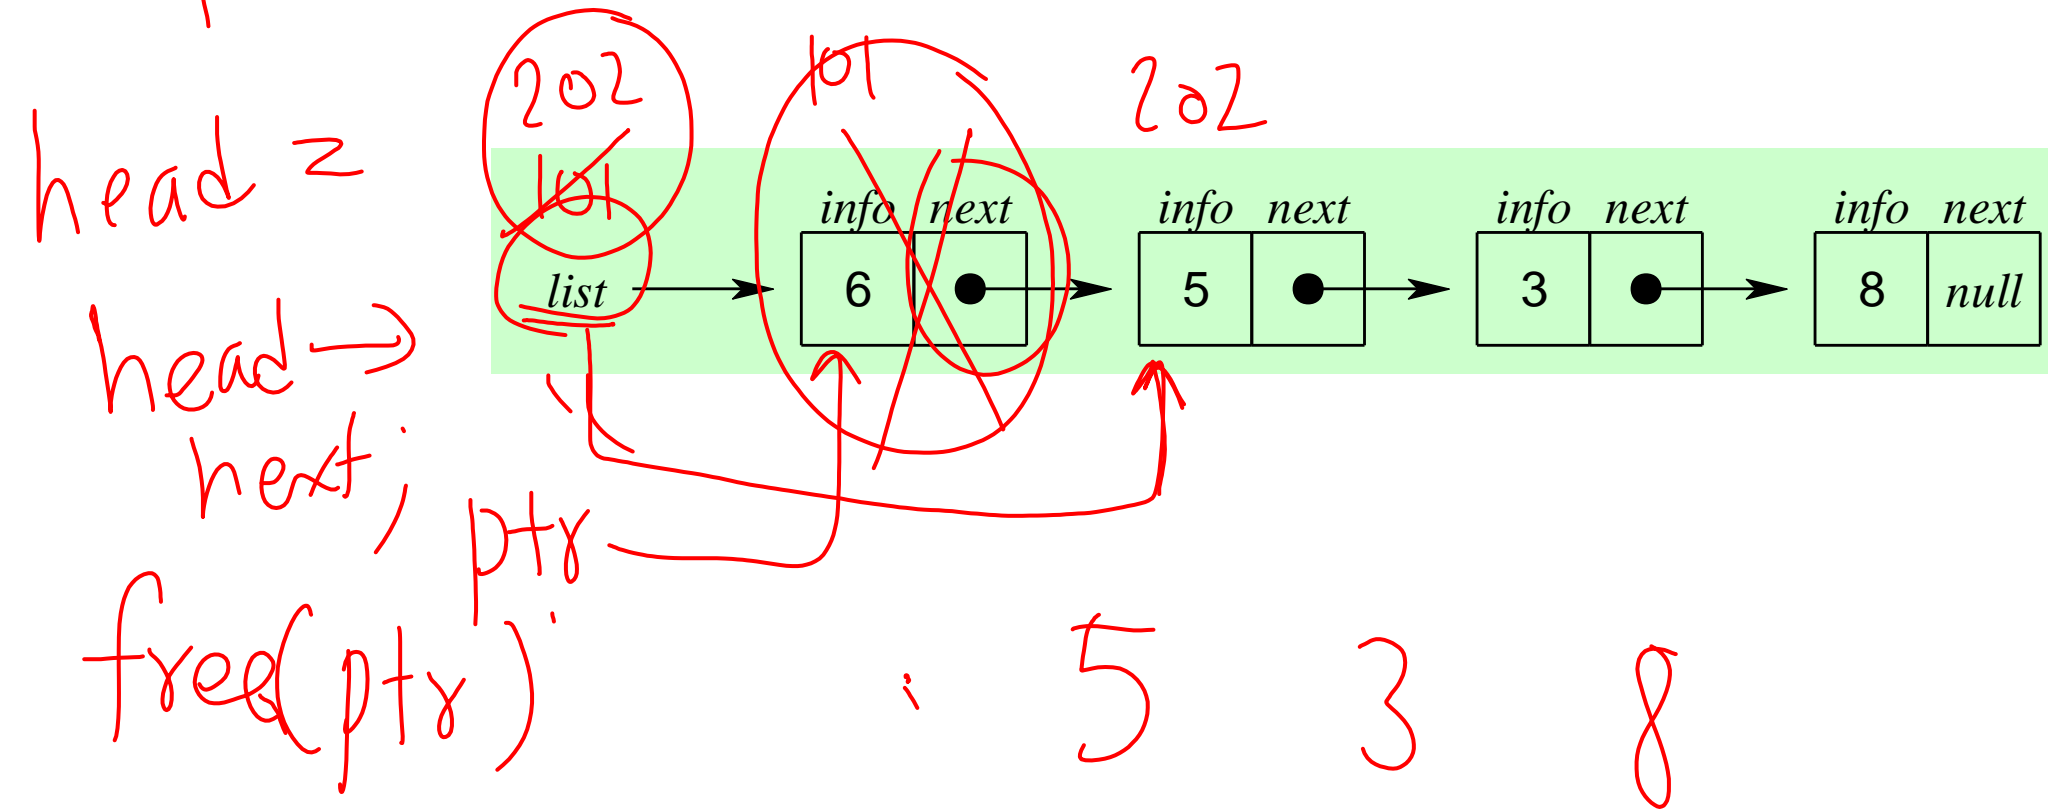 202 101 202
head =
101
info next info next info next info next
list 6 5 3 8 null
head →
next;
ptr
free(ptr);
5 3 8